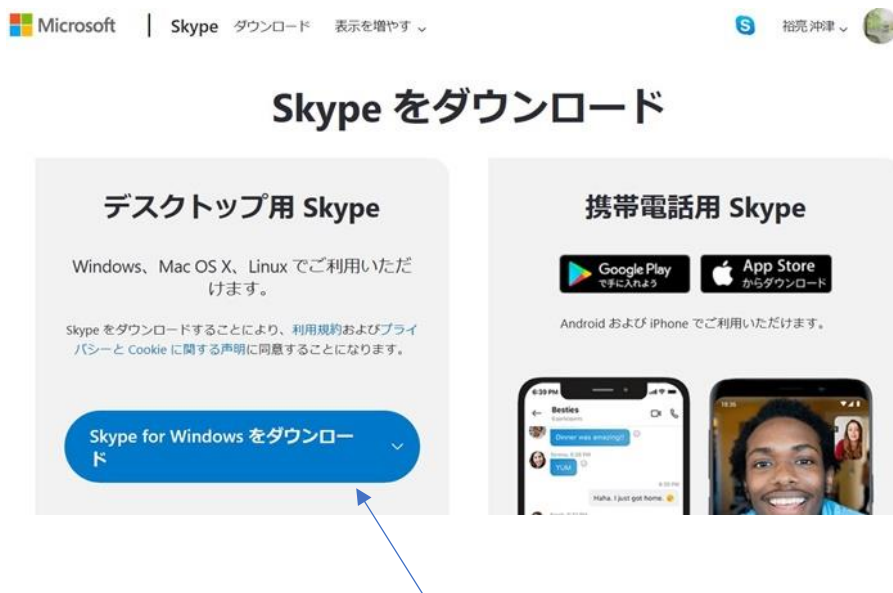 Microsoft Skype ダウンロード 表示を増やす 裕亮 沖津
Skype をダウンロード
デスクトップ用 Skype
Windows、Mac OS X、Linux でご利用いただ
けます。
Skype をダウンロードすることにより、利用規約およびプライ
バシーと Cookie に関する声明に同意することになります。
Skype for Windows をダウンロー
ド
携帯電話用 Skype
Google Play
で手に入れよう
App Store
からダウンロード
Android および iPhone でご利用いただけます。
6:39 PM
Besties
Dinner was amazing!!
YUM
Haha. I just got home.